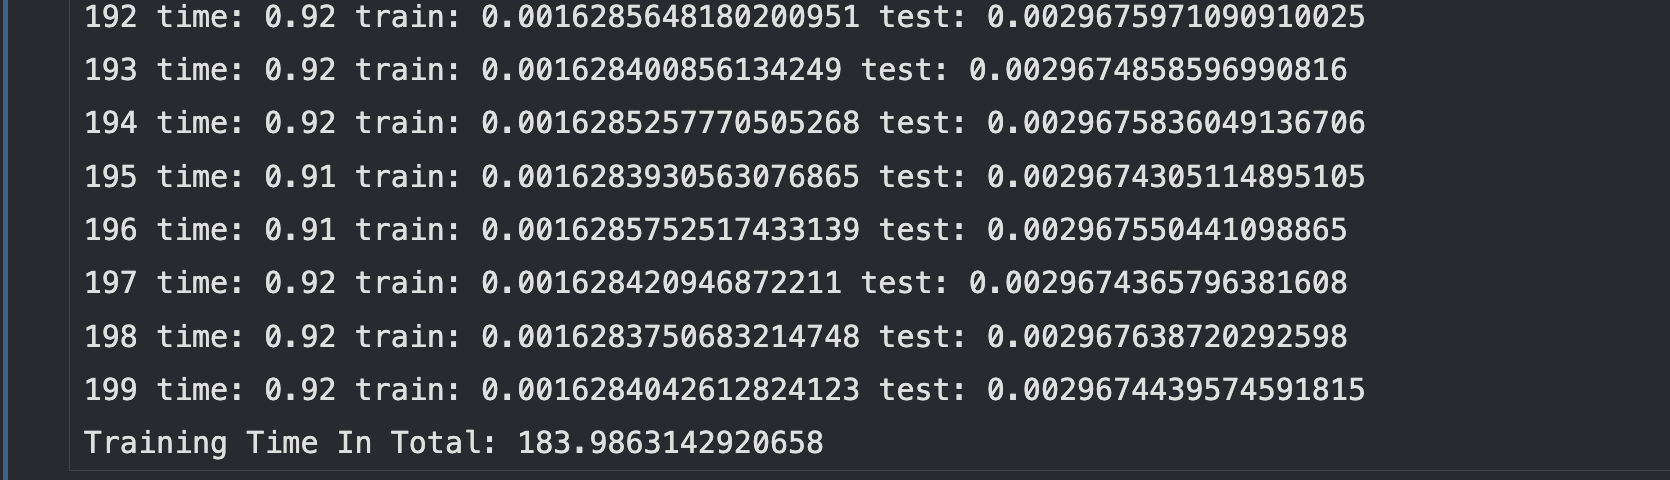 192 time: 0.92 train: 0.0016285648180200951 test: 0.0029675971090910025
193 time: 0.92 train: 0.001628400856134249 test: 0.0029674858596990816
194 time: 0.92 train: 0.0016285257770505268 test: 0.0029675836049136706
195 time: 0.91 train: 0.0016283930563076865 test: 0.0029674305114895105
196 time: 0.91 train: 0.0016285752517433139 test: 0.002967550441098865
197 time: 0.92 train: 0.001628420946872211 test: 0.0029674365796381608
198 time: 0.92 train: 0.0016283750683214748 test: 0.002967638720292598
199 time: 0.92 train: 0.0016284042612824123 test: 0.0029674439574591815
Training Time In Total: 183.9863142920658